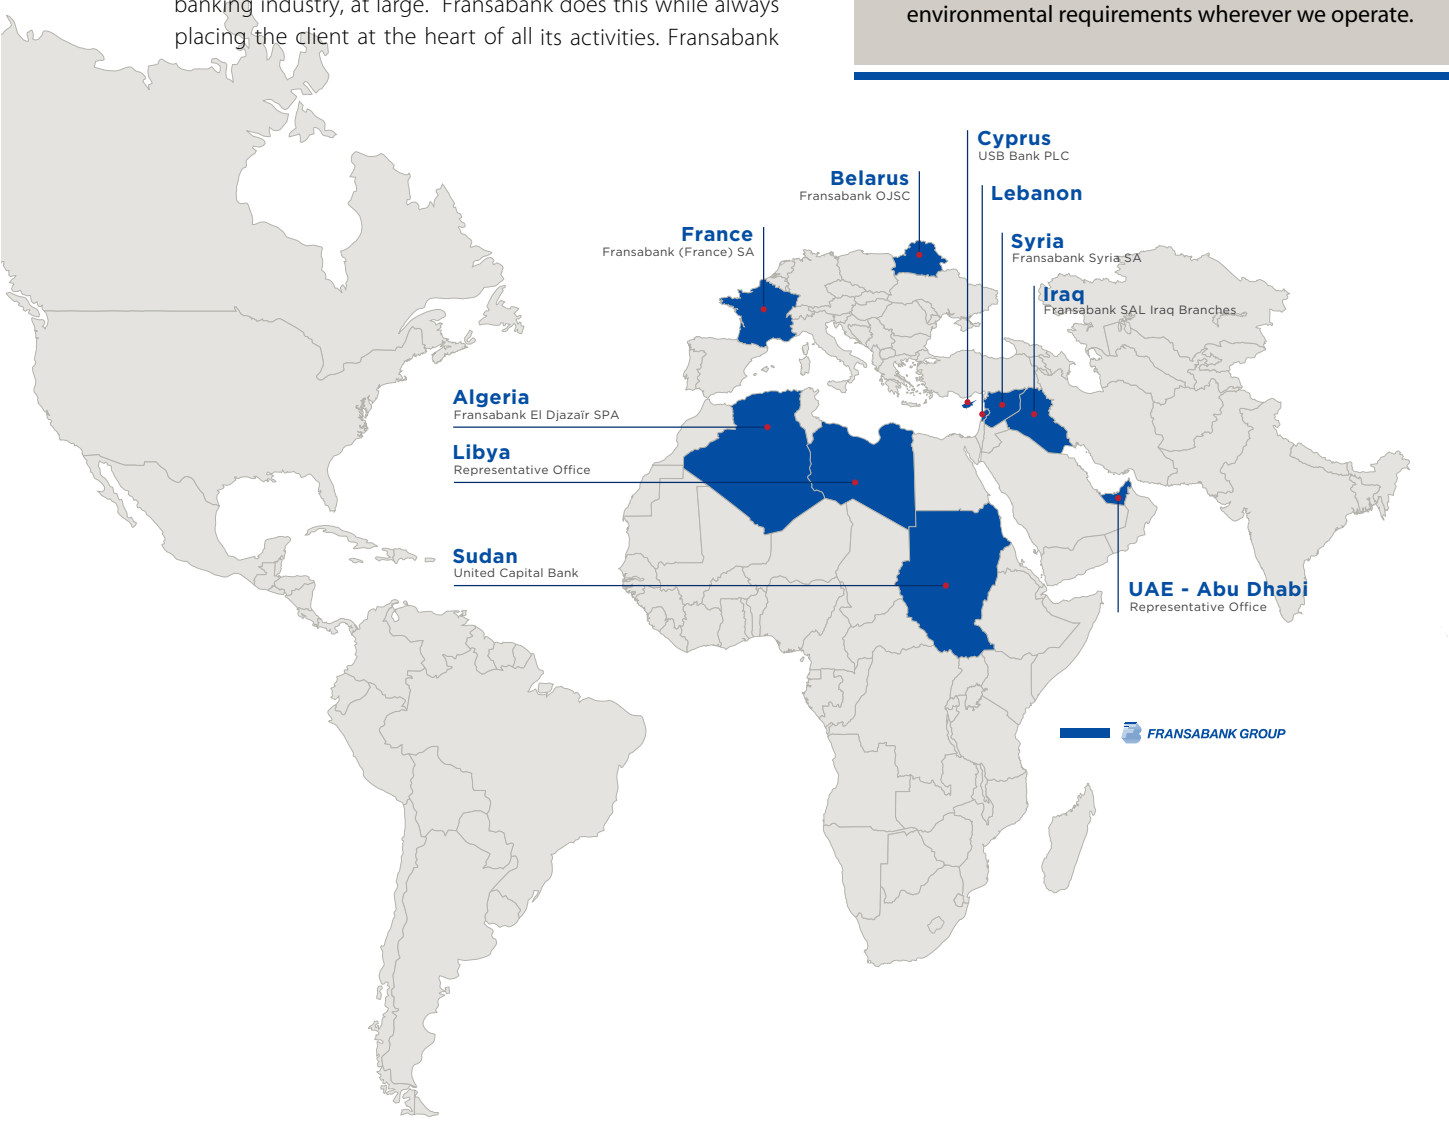 banking industry, at large. Fransabank does this while always
placing the client at the heart of all its activities. Fransabank
environmental requirements wherever we operate.
Cyprus
USB Bank PLC
Belarus
Fransabank OJSC
Lebanon
France
Fransabank (France) SA
Syria
Fransabank Syria SA
Iraq
Fransabank SAL Iraq Branches
Algeria
Fransabank El Djazaïr SPA
Libya
Representative Office
Sudan
United Capital Bank
UAE - Abu Dhabi
Representative Office
FRANSABANK GROUP